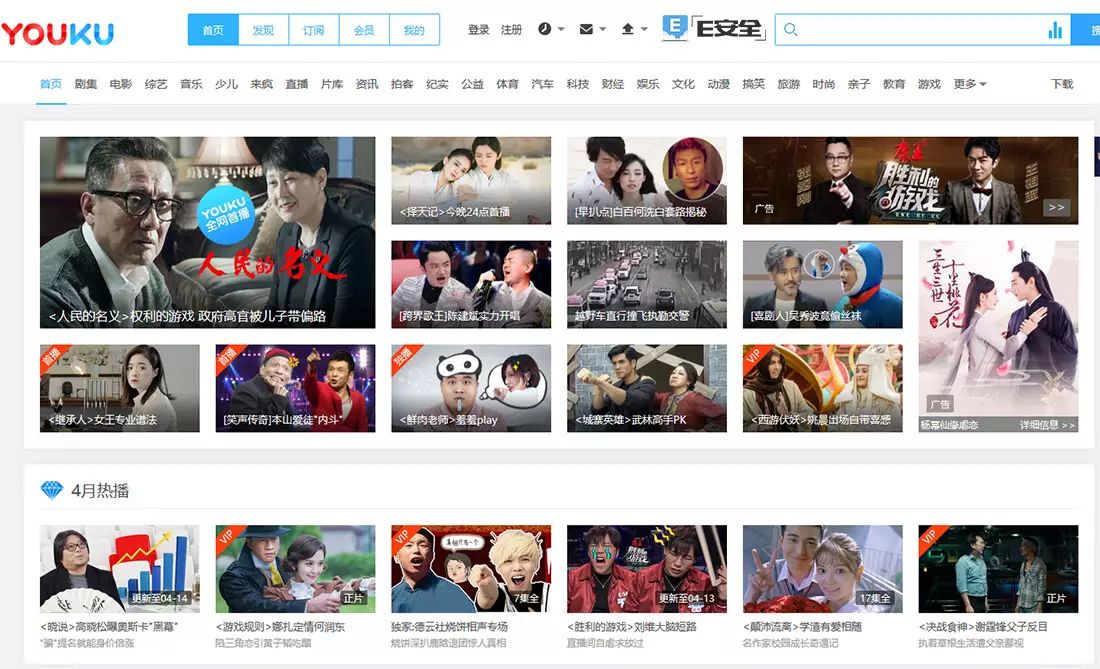 YOUKU
首页 发现 订阅 会员 我的
登录 注册
E安全
搜
首页 剧集 电影 综艺 音乐 少儿 来疯 直播 片库 资讯 拍客 纪实 公益 体育 汽车 科技 财经 娱乐 文化 动漫 搞笑 旅游 时尚 亲子 教育 游戏 更多 下载
YOUKU
全网首播
人民的名义
<人民的名义>权利的游戏 政府高官被儿子带偏路
<择天记>今晚24点首播
[早扒点]白百何洗白套路揭秘
康王
胜利的游戏
广告
>>
[跨界歌王]陈建斌实力开唱
越野车直行撞飞执勤交警
[喜剧人]吴秀波竟偷丝袜
三生三世
十里桃花
广告
杨幂仙缘虐恋 详细信息 >>
首播
<继承人>女王专业谱法
首播
[笑声传奇]本山爱徒"内斗"
独播
<鲜肉老师>羞羞play
<城寨英雄>武林高手PK
VIP
<西游伏妖>姚晨出场自带喜感
4月热播
更新至04-14
<晓说>高晓松曝奥斯卡"黑幕"
"骗"提名就能身价倍涨
VIP
正片
<游戏规则>娜扎定情何润东
陷三角恋引黄子韬吃醋
VIP
真相只有一个
7集全
独家:德云社烧饼相声专场
烧饼深扒鹿晗退团惊人真相
胜利的游戏
更新至04-13
<胜利的游戏>刘维大脑短路
直播间自虐求放过
17集全
<颠沛流离>学渣有爱相随
名作家校园成长奇遇记
VIP
正片
<决战食神>谢霆锋父子反目
执着草根生活遭父亲鄙视